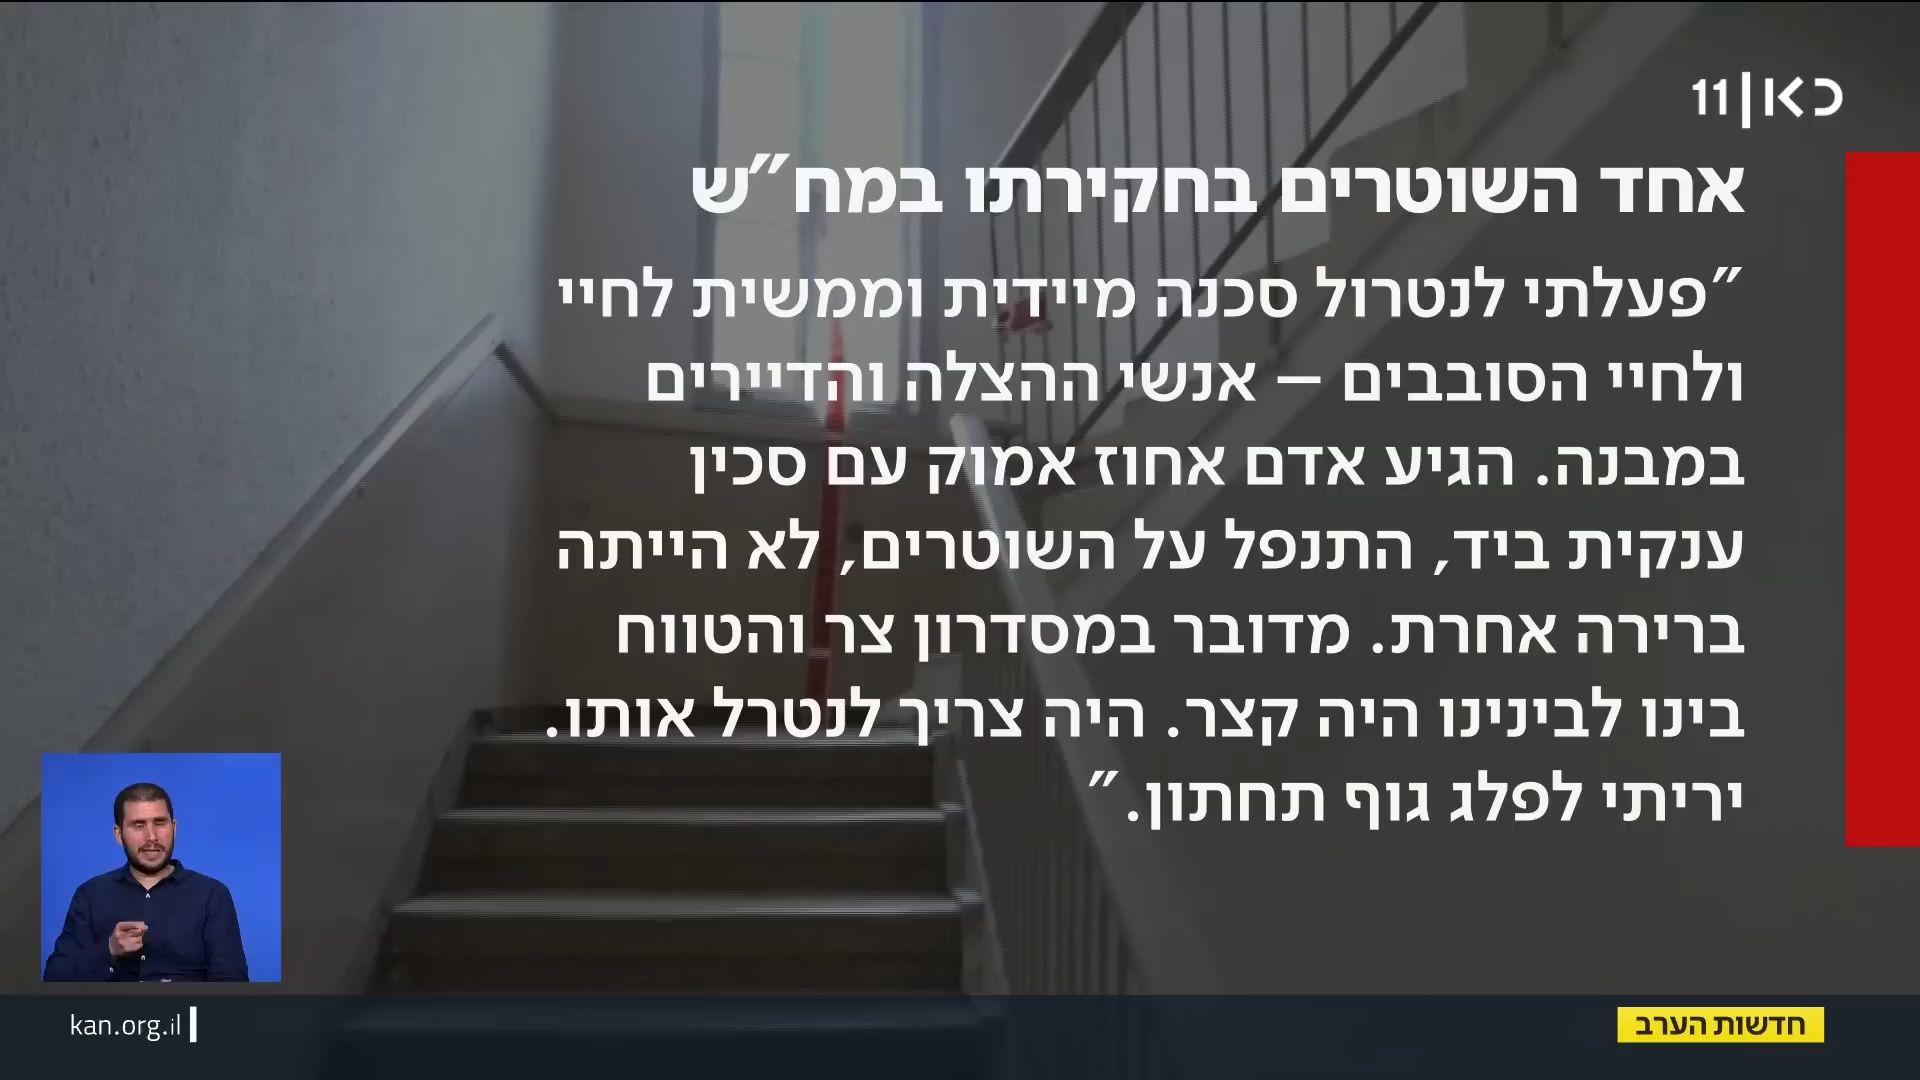 כאן|11
אחד השוטרים בחקירתו במח״ש
״פעלתי לנטרול סכנה מיידית וממשית לחיי
ולחיי הסובבים – אנשי ההצלה והדיירים
במבנה. הגיע אדם אחוז אמוק עם סכין
ענקית ביד, התנפל על השוטרים, לא הייתה
ברירה אחרת. מדובר במסדרון צר והטווח
בינו לבינינו היה קצר. היה צריך לנטרל אותו.
יריתי לפלג גוף תחתון.״
חדשות הערב
kan.org.il